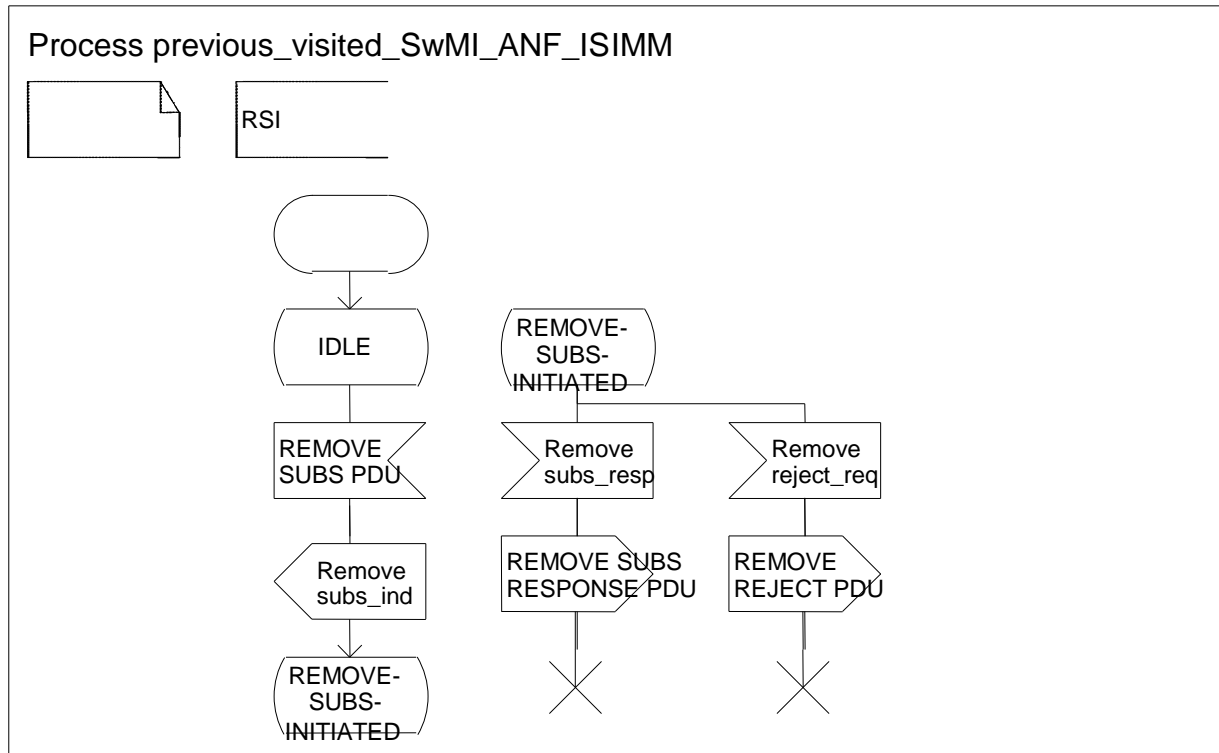 Process previous_visited_SwMI_ANF_ISIMM
RSI
IDLE
REMOVE
SUBS PDU
Remove
subs_ind
REMOVE-
SUBS-
INITIATED
REMOVE-
SUBS-
INITIATED
Remove
subs_resp
REMOVE SUBS
RESPONSE PDU
Remove
reject_req
REMOVE
REJECT PDU